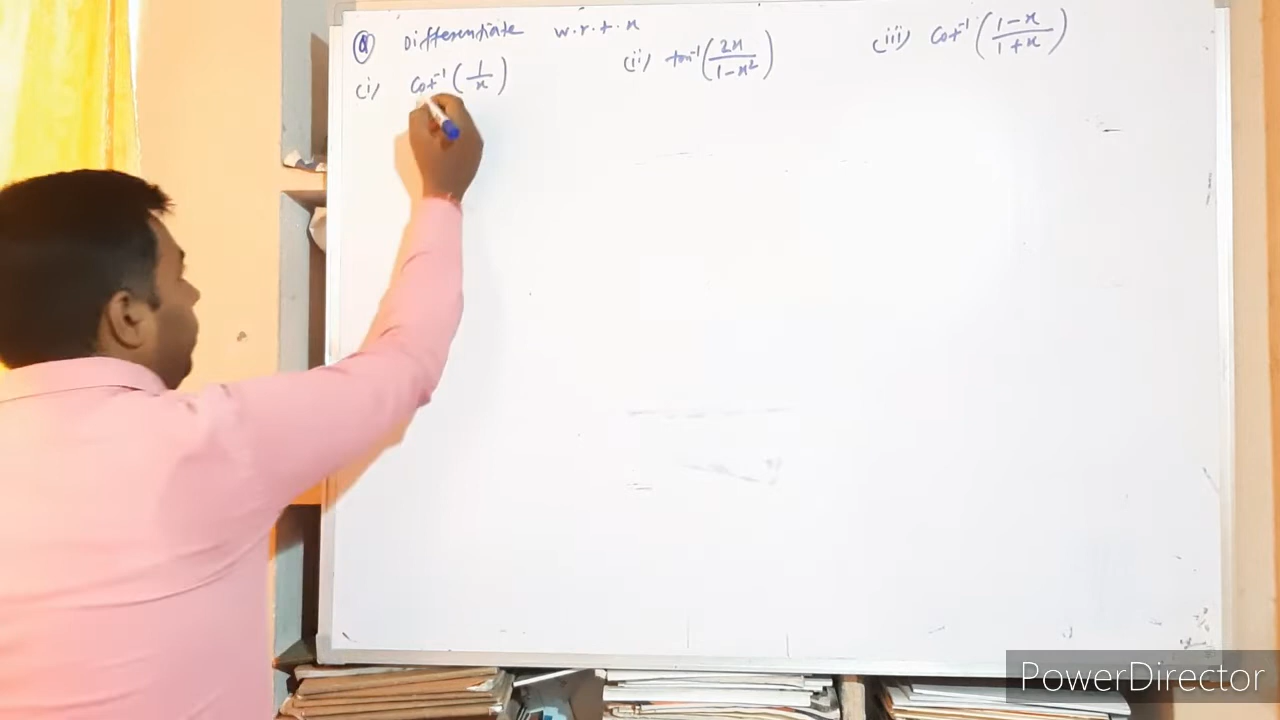 Q Differentiate w.r.t.x
(i) Cot⁻¹(1/x) (ii) tan⁻¹(2x/1-x²) (iii) Cot⁻¹(1-x/1+x)
PowerDirector